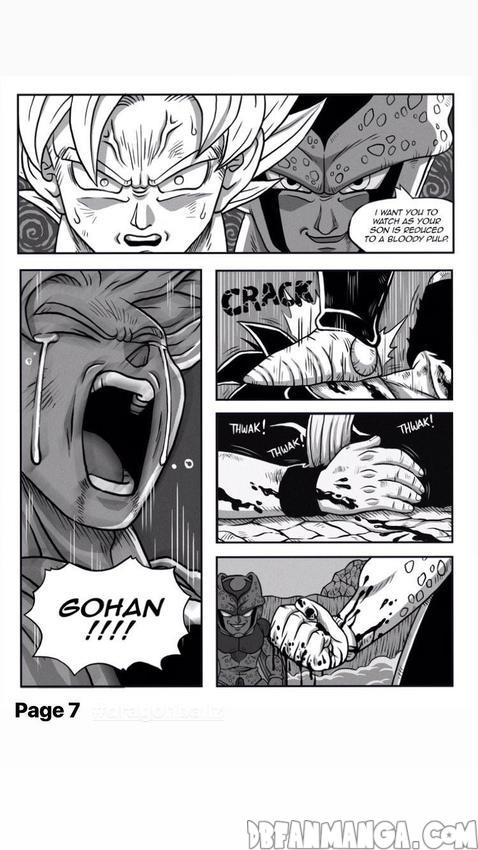 I WANT YOU TO
WATCH AS YOUR
SON IS REDUCED
TO A BLOODY PULP.
CRACK
THWAK!
THWAK!
THWAK!
GOHAN
!!!!
Page 7 #dragonballz
DBFANMANGA.COM